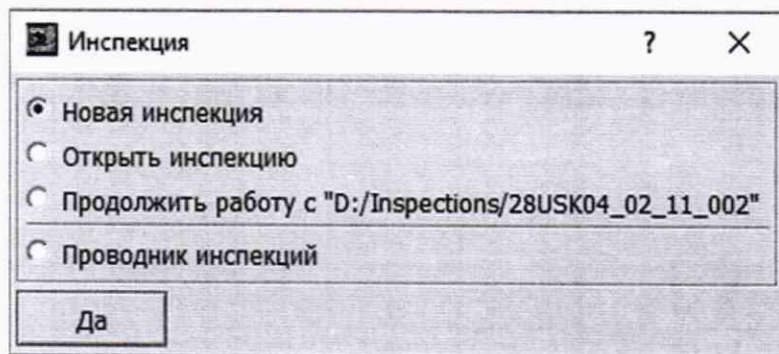 Инспекция ? ×
Новая инспекция
Открыть инспекцию
Продолжить работу с "D:/Inspections/28USK04_02_11_002"
Проводник инспекций
Да